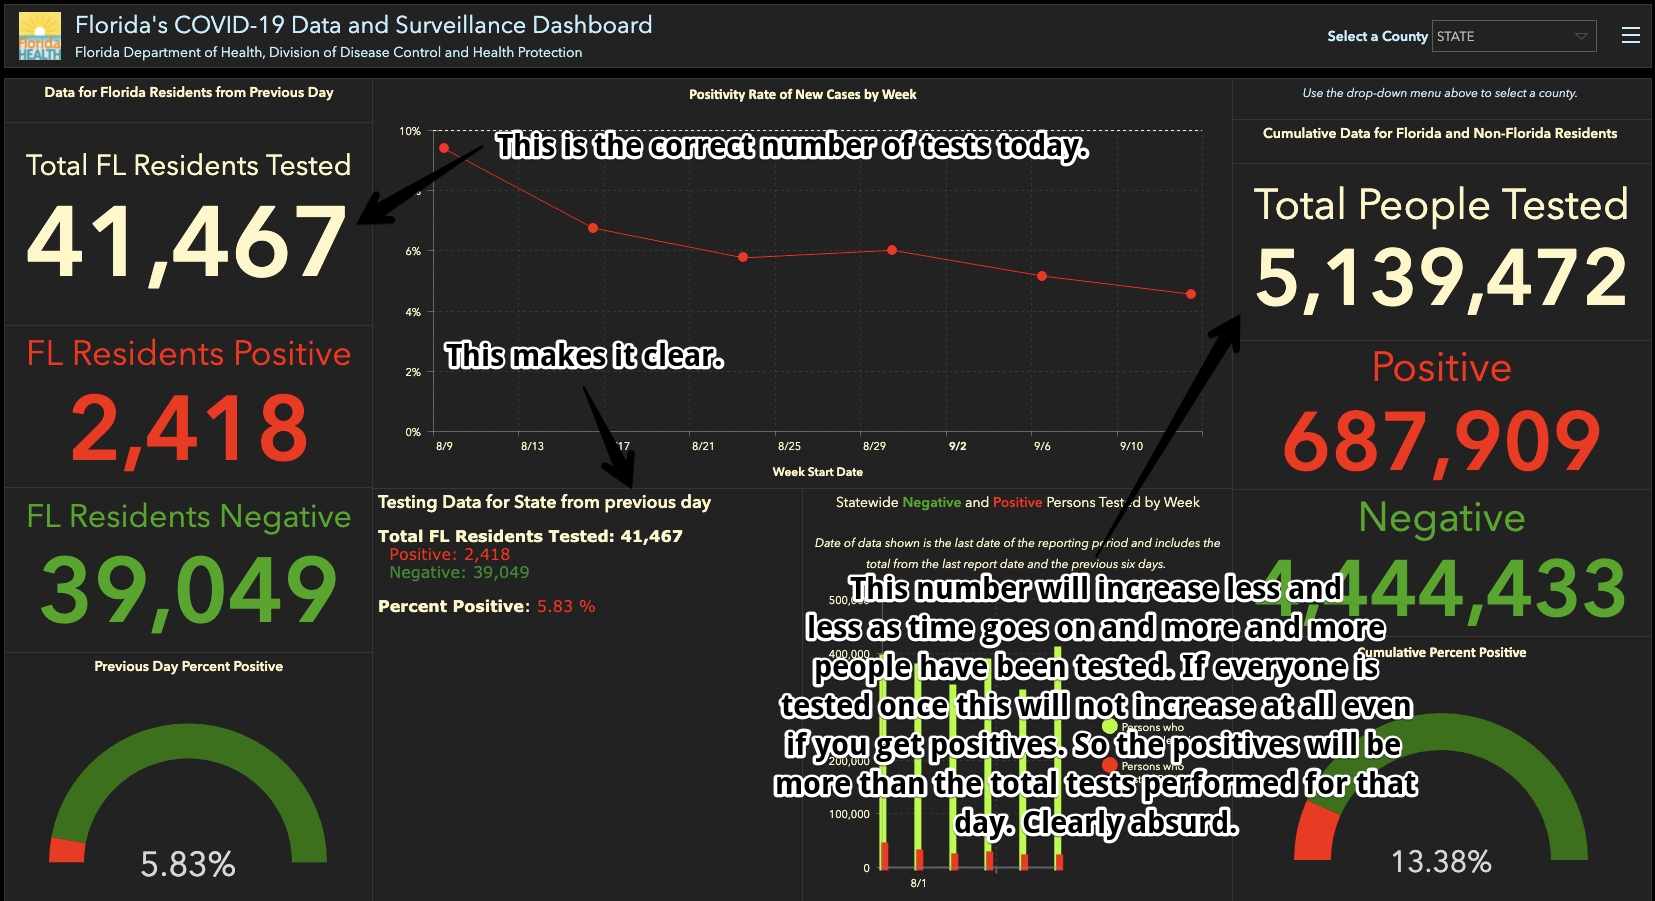 Florida's COVID-19 Data and Surveillance Dashboard
Florida Department of Health, Division of Disease Control and Health Protection
Florida
HEALTH
Select a County
STATE
Data for Florida Residents from Previous Day
Total FL Residents Tested
41,467
FL Residents Positive
2,418
FL Residents Negative
39,049
Previous Day Percent Positive
5.83%
Positivity Rate of New Cases by Week
10%
6%
4%
2%
0%
8/9
8/13
17
8/21
8/25
8/29
9/2
9/6
9/10
Week Start Date
This is the correct number of tests today.
This makes it clear.
Testing Data for State from previous day
Total FL Residents Tested: 41,467
Positive: 2,418
Negative: 39,049
Percent Positive: 5.83 %
Statewide Negative and Positive Persons Tested by Week
Date of data shown is the last date of the reporting period and includes the
total from the last report date and the previous six days.
500,
400,000
200,000
100,000
0
8/1
Persons who
Persons who
This number will increase less and
less as time goes on and more and more
people have been tested. If everyone is
tested once this will not increase at all even
if you get positives. So the positives will be
more than the total tests performed for that
day. Clearly absurd.
Use the drop-down menu above to select a county.
Cumulative Data for Florida and Non-Florida Residents
Total People Tested
5,139,472
Positive
687,909
Negative
4,444,433
Cumulative Percent Positive
13.38%